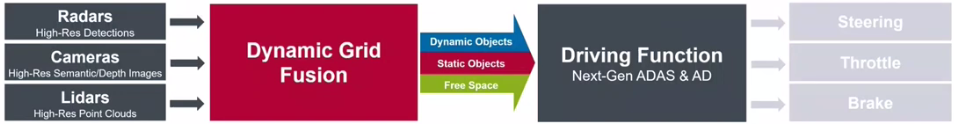 Radars
High-Res Detections
Cameras
High-Res Semantic/Depth Images
Lidars
High-Res Point Clouds
Dynamic Grid
Fusion
Dynamic Objects
Static Objects
Free Space
Driving Function
Next-Gen ADAS & AD
Steering
Throttle
Brake